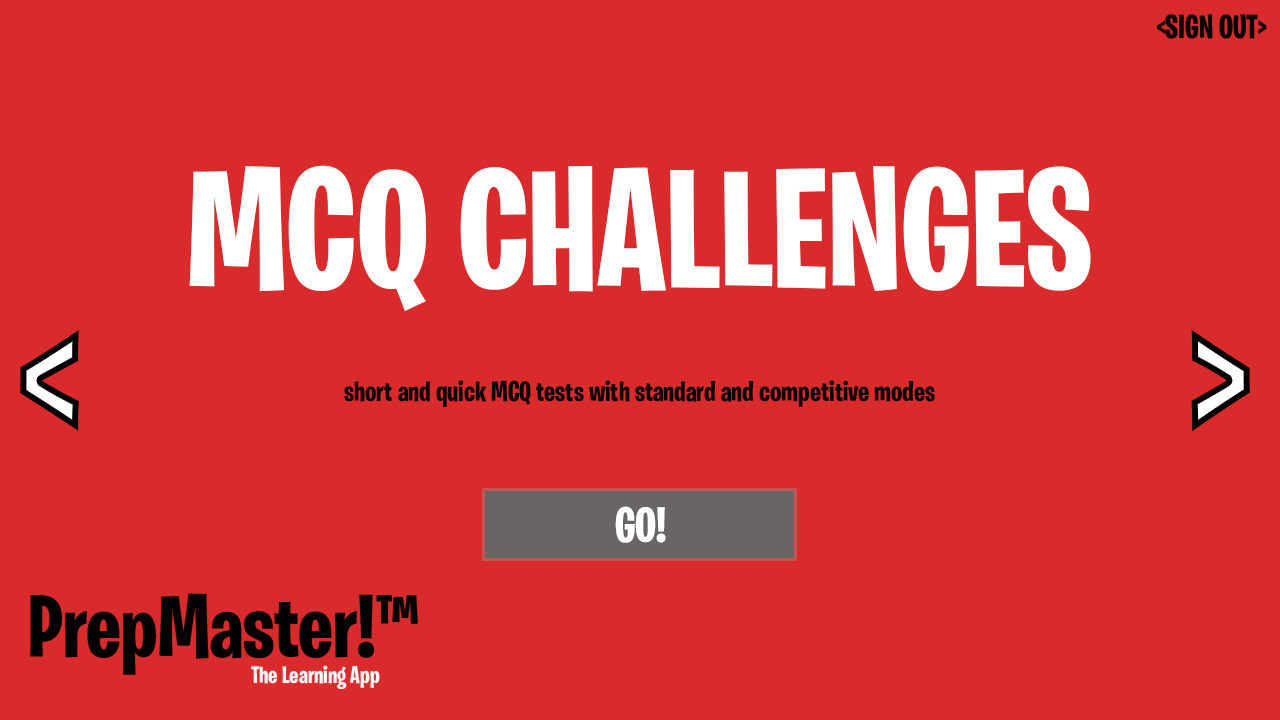 <SIGN OUT>
MCQ CHALLENGES
<
>
short and quick MCQ tests with standard and competitive modes
GO!
PrepMaster!™
The Learning App